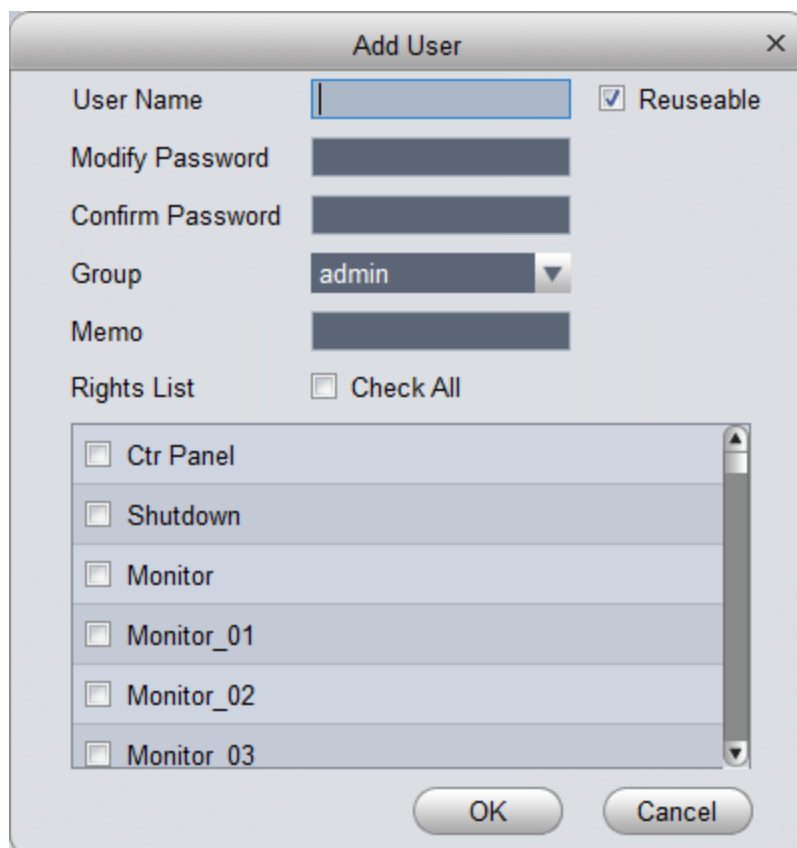 Add User
User Name Reuseable
Modify Password
Confirm Password
Group admin
Memo
Rights List Check All
Ctr Panel
Shutdown
Monitor
Monitor_01
Monitor_02
Monitor_03
OK Cancel